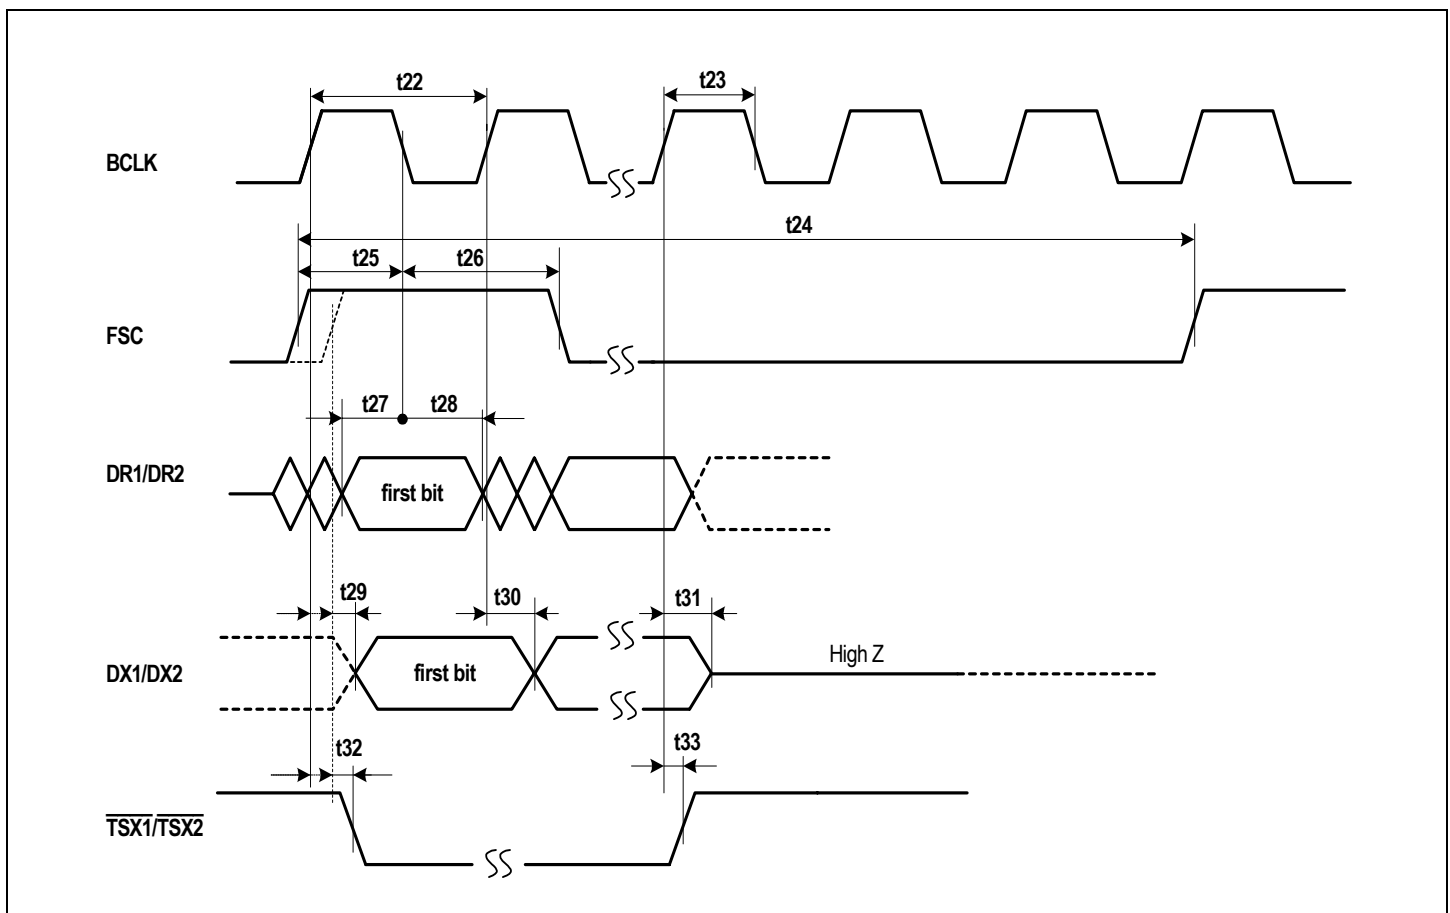 t22
t23
BCLK
t24
t25
t26
FSC
t27
t28
DR1/DR2
first bit
t29
t30
t31
DX1/DX2
first bit
High Z
t32
t33
TSX1/TSX2